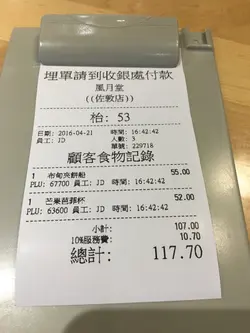 埋單請到收銀處付款
鳳月堂
((佐敦店))
枱: 53
日期: 2016-04-21 時間: 16:42:42
員工: JD 人數: 3
單號: 229718
顧客食物記錄
1 布甸夾餅船 55.00
PLU: 67700 員工: JD 時間: 16:42:42
1 芒巢芭菲杯 52.00
PLU: 63600 員工: JD 時間: 16:42:42
小計: 107.00
10%服務費: 10.70
總計: 117.70